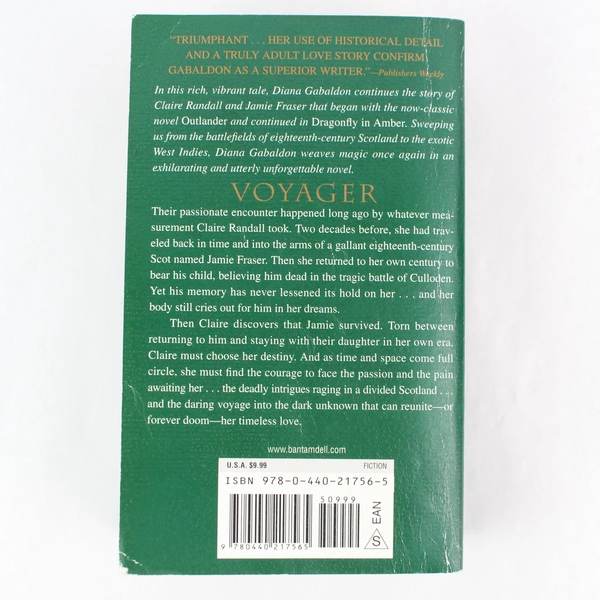 “TRIUMPHANT . . . HER USE OF HISTORICAL DETAIL
AND A TRULY ADULT LOVE STORY CONFIRM
GABALDON AS A SUPERIOR WRITER.”—Publishers Weekly
In this rich, vibrant tale, Diana Gabaldon continues the story of
Claire Randall and Jamie Fraser that began with the now-classic
novel Outlander and continued in Dragonfly in Amber. Sweeping
us from the battlefields of eighteenth-century Scotland to the exotic
West Indies, Diana Gabaldon weaves magic once again in an
exhilarating and utterly unforgettable novel.
VOYAGER
Their passionate encounter happened long ago by whatever mea-
surement Claire Randall took. Two decades before, she had trav-
eled back in time and into the arms of a gallant eighteenth-century
Scot named Jamie Fraser. Then she returned to her own century to
bear his child, believing him dead in the tragic battle of Culloden.
Yet his memory has never lessened its hold on her . . . and her
body still cries out for him in her dreams.
Then Claire discovers that Jamie survived. Torn between
returning to him and staying with their daughter in her own era.
Claire must choose her destiny. And as time and space come full
circle, she must find the courage to face the passion and the pain
awaiting her . . . the deadly intrigues raging in a divided Scotland . . .
and the daring voyage into the dark unknown that can reunite—or
forever doom—her timeless love.
www.bantamdell.com
U.S.A. $9.99 FICTION
ISBN 978-0-440-21756-5
50999
9 780440 217565
S EAN